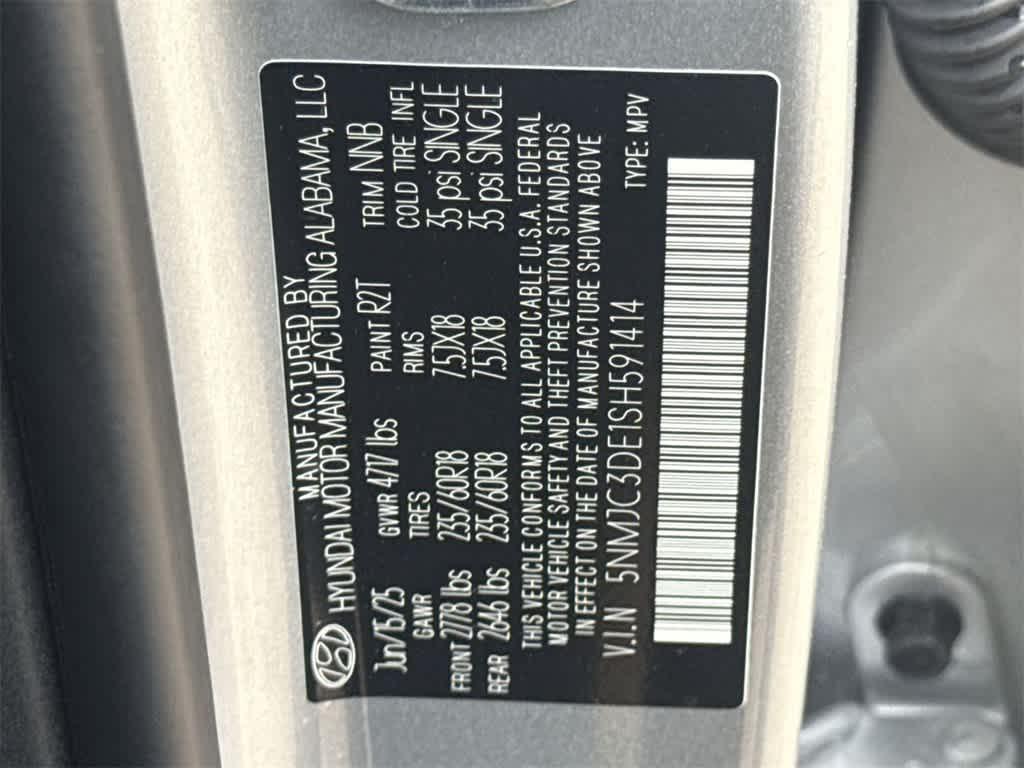 MANUFACTURED BY
HYUNDAI MOTOR MANUFACTURING ALABAMA, LLC
Jun/15/25 GVWR 4717 lbs PAINT R2T TRIM NNB
GAWR TIRES RIMS COLD TIRE INFL
FRONT 2778 lbs 235/60R18 7.5JX18 35 psi SINGLE
REAR 2646 lbs 235/60R18 7.5JX18 35 psi SINGLE
THIS VEHICLE CONFORMS TO ALL APPLICABLE U.S.A. FEDERAL
MOTOR VEHICLE SAFETY AND THEFT PREVENTION STANDARDS
IN EFFECT ON THE DATE OF MANUFACTURE SHOWN ABOVE
V.I.N 5NMJC3DE1SH591414 TYPE: MPV